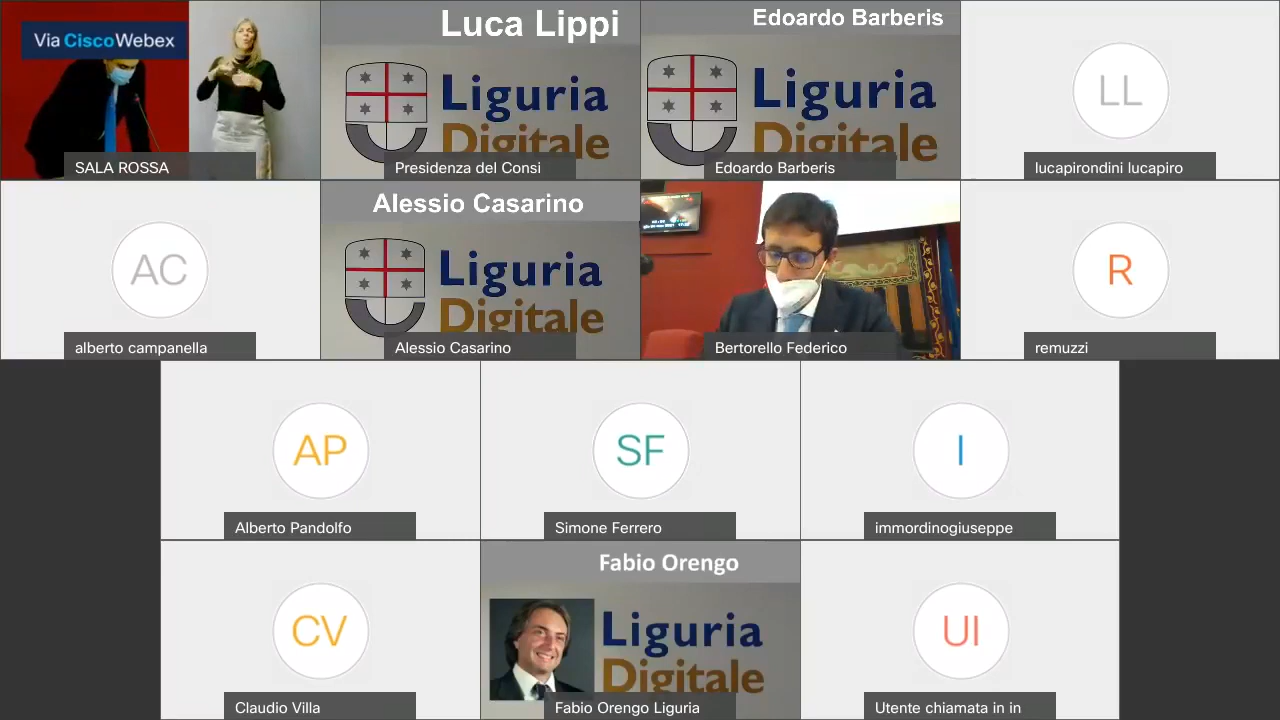 Via Cisco Webex
SALA ROSSA
Luca Lippi
Liguria
Digitale
Presidenza del Consi
Edoardo Barberis
Liguria
Digitale
Edoardo Barberis
LL
lucapirondini lucapiro
AC
alberto campanella
Alessio Casarino
Liguria
Digitale
Alessio Casarino
Bertorello Federico
R
remuzzi
AP
Alberto Pandolfo
SF
Simone Ferrero
I
immordinogiuseppe
CV
Claudio Villa
Fabio Orengo
Liguria
Digitale
Fabio Orengo Liguria
UI
Utente chiamata in in